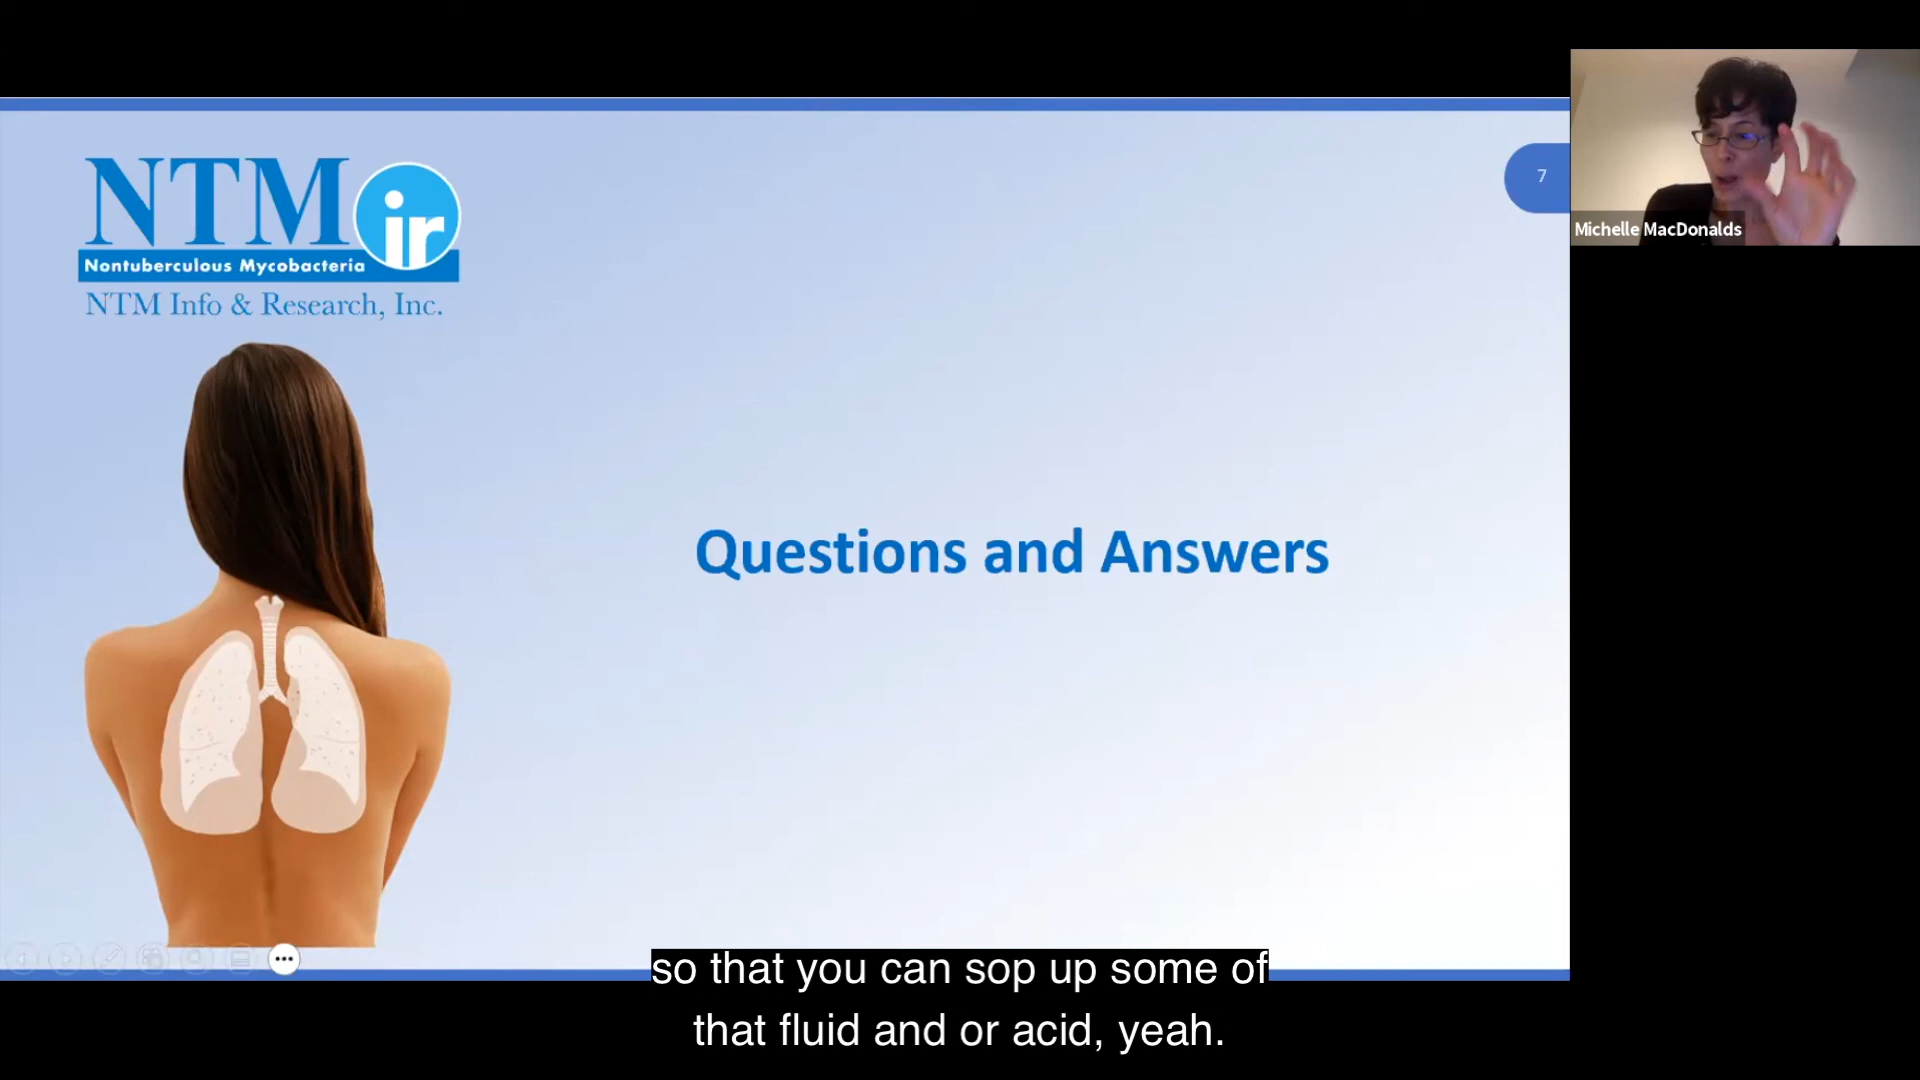 NTM
ir
Nontuberculous Mycobacteria
NTM Info & Research, Inc.
7
Michelle MacDonalds
Questions and Answers
so that you can sop up some of
that fluid and or acid, yeah.